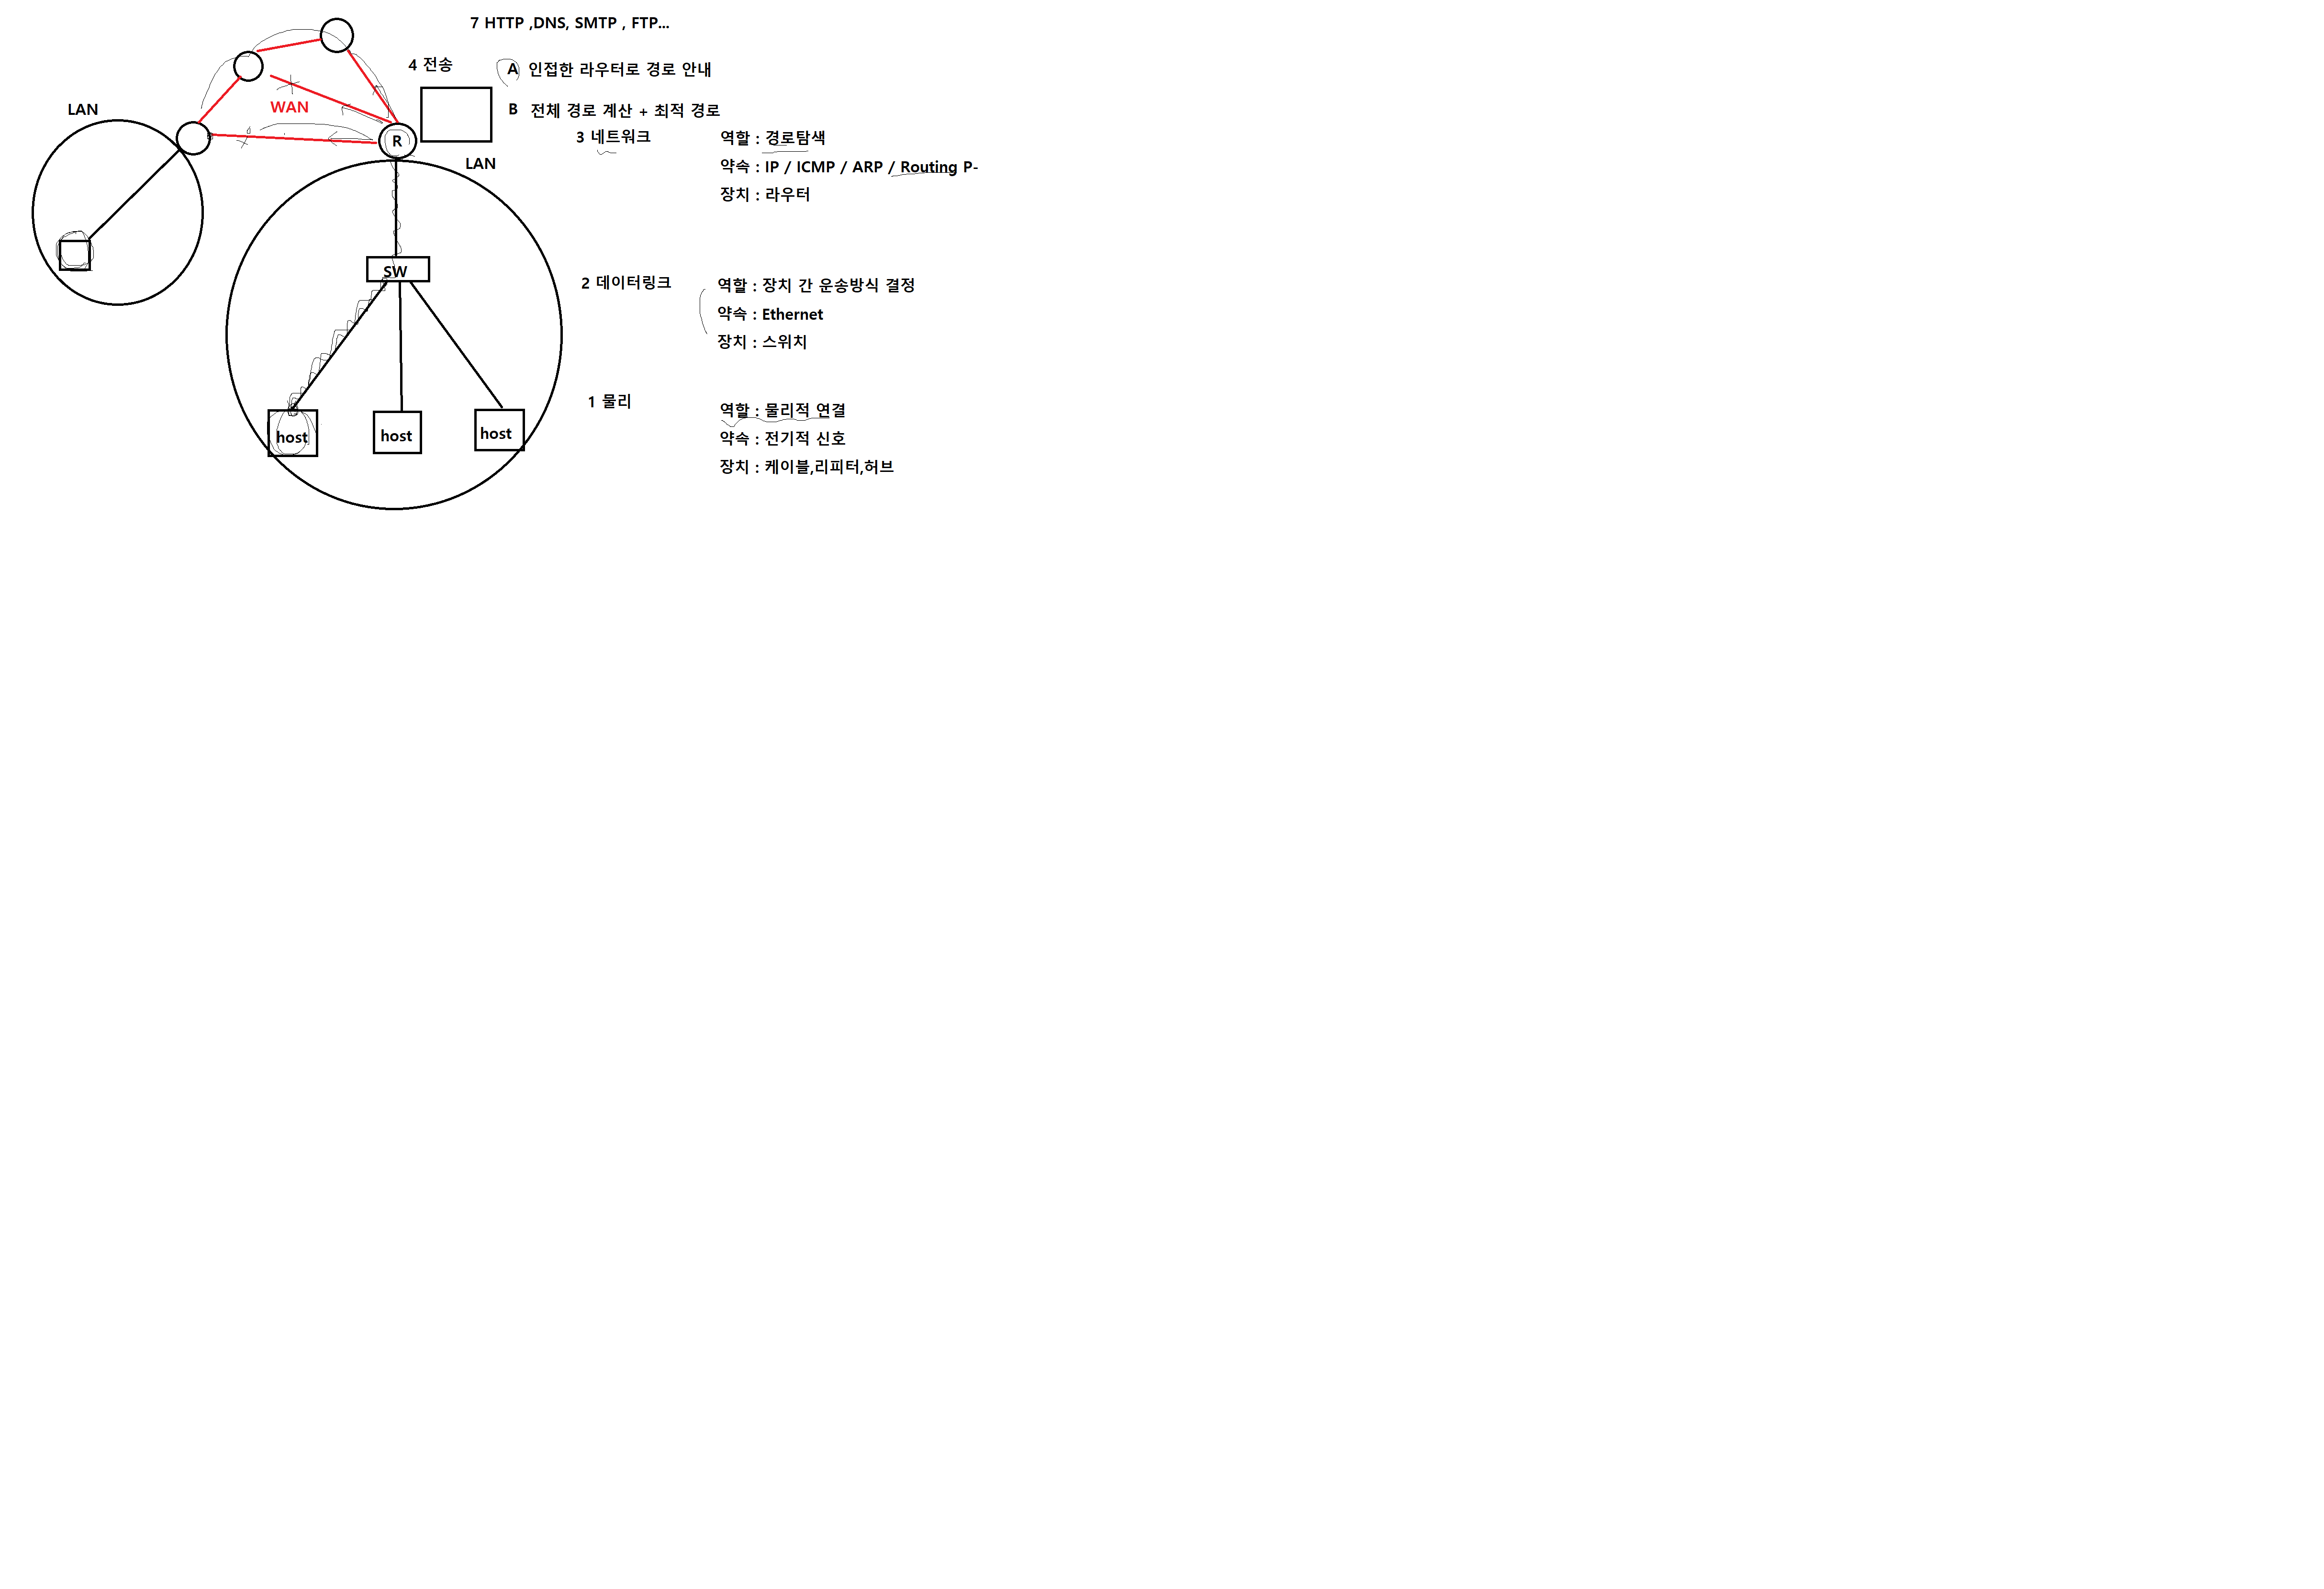 7 HTTP ,DNS, SMTP , FTP...
4 전송
A 인접한 라우터로 경로 안내
B 전체 경로 계산 + 최적 경로
LAN
WAN
R
LAN
3 네트워크
역할 : 경로탐색
약속 : IP / ICMP / ARP / Routing P-
장치 : 라우터
SW
2 데이터링크
역할 : 장치 간 운송방식 결정
약속 : Ethernet
장치 : 스위치
1 물리
역할 : 물리적 연결
약속 : 전기적 신호
장치 : 케이블,리피터,허브
host
host
host